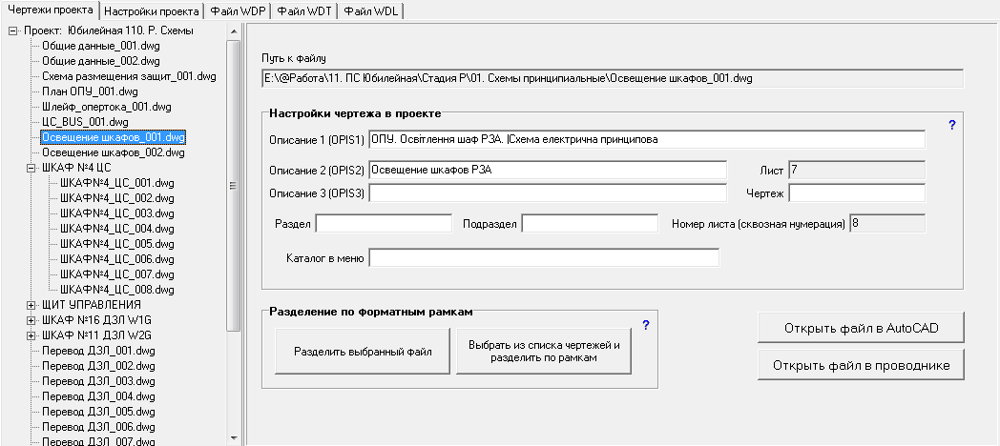 Чертежи проекта
Настройки проекта
Файл WDP
Файл WDT
Файл WDL
Проект: Юбилейная 110. Р. Схемы
Общие данные_001.dwg
Общие данные_002.dwg
Схема размещения защит_001.dwg
План ОПУ_001.dwg
Шлейф_опертока_001.dwg
ЦС_BUS_001.dwg
Освещение шкафов_001.dwg
Освещение шкафов_002.dwg
ШКАФ №4 ЦС
ШКАФ№4_ЦС_001.dwg
ШКАФ№4_ЦС_002.dwg
ШКАФ№4_ЦС_003.dwg
ШКАФ№4_ЦС_004.dwg
ШКАФ№4_ЦС_005.dwg
ШКАФ№4_ЦС_006.dwg
ШКАФ№4_ЦС_007.dwg
ШКАФ№4_ЦС_008.dwg
ЩИТ УПРАВЛЕНИЯ
ШКАФ №16 ДЗЛ W1G
ШКАФ №11 ДЗЛ W2G
Перевод ДЗЛ_001.dwg
Перевод ДЗЛ_002.dwg
Перевод ДЗЛ_003.dwg
Перевод ДЗЛ_004.dwg
Перевод ДЗЛ_005.dwg
Перевод ДЗЛ_006.dwg
Перевод ДЗЛ_007.dwg
Путь к файлу
E:\@Работа\11. ПС Юбилейная\Стадия Р\01. Схемы принципиальные\Освещение шкафов_001.dwg
Настройки чертежа в проекте
?
Описание 1 (OPIS1) ОПУ. Освітлення шаф РЗА. |Схема електрична принципова
Описание 2 (OPIS2) Освещение шкафов РЗА Лист 7
Описание 3 (OPIS3) Чертеж
Раздел Подраздел Номер листа (сквозная нумерация) 8
Каталог в меню
Разделение по форматным рамкам
?
Разделить выбранный файл
Выбрать из списка чертежей и
разделить по рамкам
Открыть файл в AutoCAD
Открыть файл в проводнике